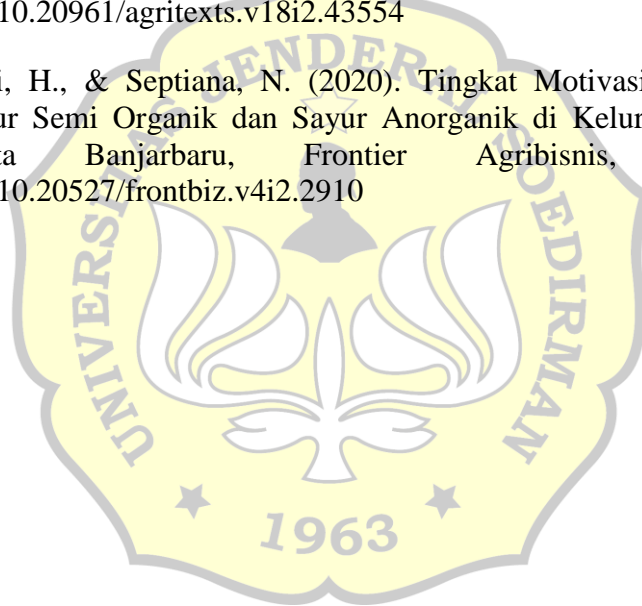 10.20961/agritexts.v18i2.43554
i, H., & Septiana, N. (2020). Tingkat Motivasi
ur Semi Organik dan Sayur Anorganik di Kelur
ta Banjarbaru, Frontier Agribisnis,
10.20527/frontbiz.v4i2.2910
UNIVERSITAS JENDERAL SOEDIRMAN
1963